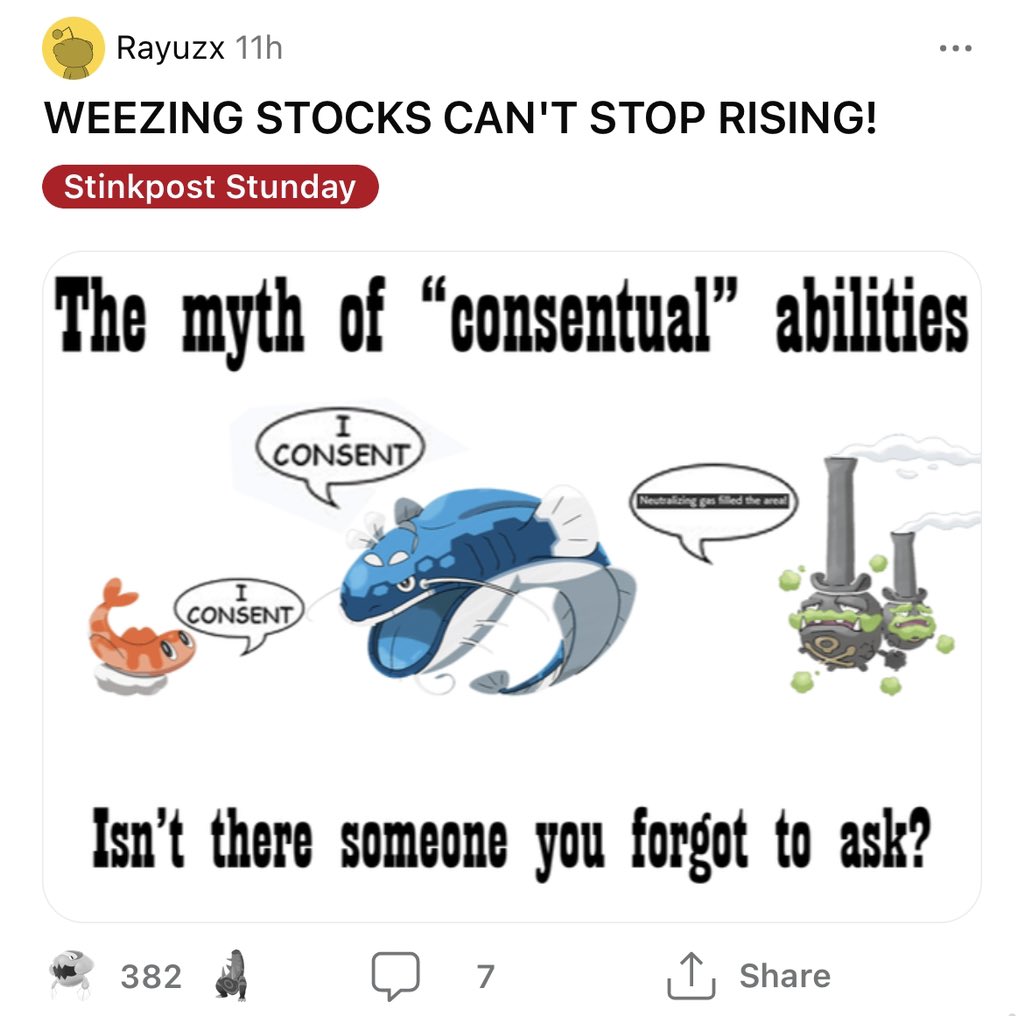 Rayuzx 11h
WEEZING STOCKS CAN'T STOP RISING!
Stinkpost Stunday
The myth of “consentual” abilities
I
CONSENT
Neutralizing gas filled the area!
I
CONSENT
Isn’t there someone you forgot to ask?
382 7 Share